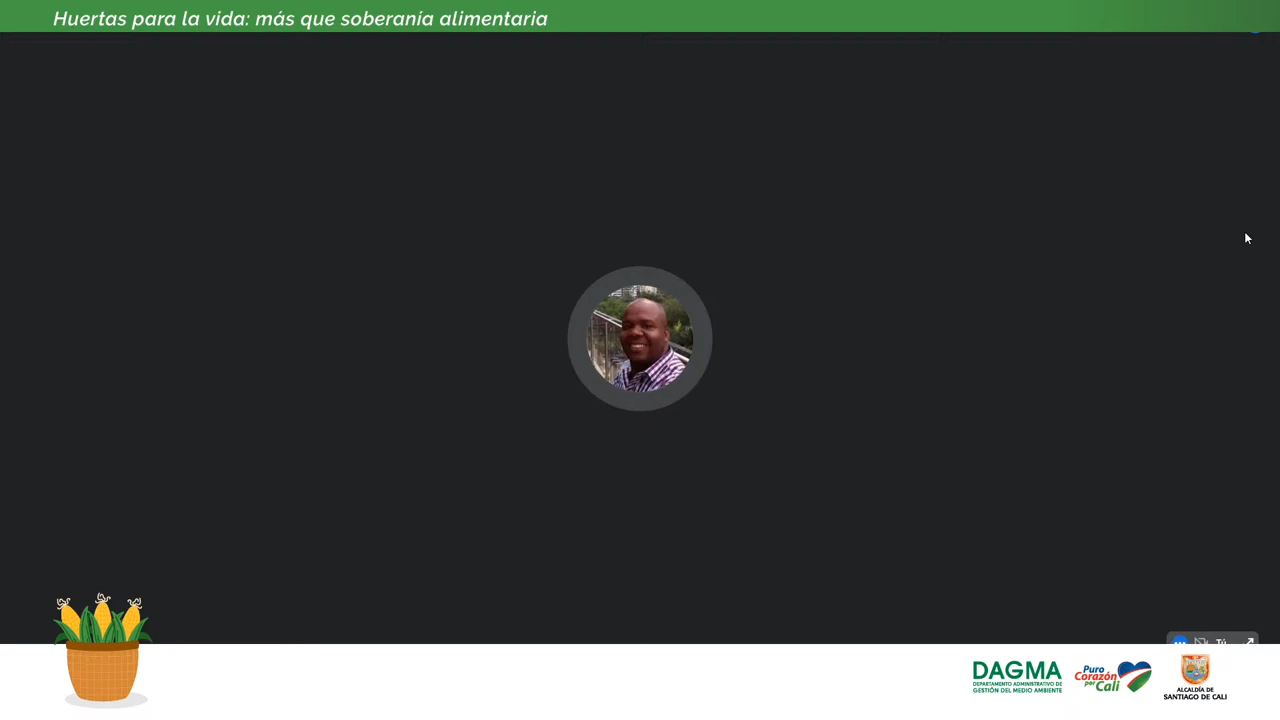 Huertas para la vida: más que soberanía alimentaria
Tú
DAGMA
DEPARTAMENTO ADMINISTRATIVO DE
GESTIÓN DEL MEDIO AMBIENTE
Puro
Corazón
por Cali
ALCALDÍA DE
SANTIAGO DE CALI